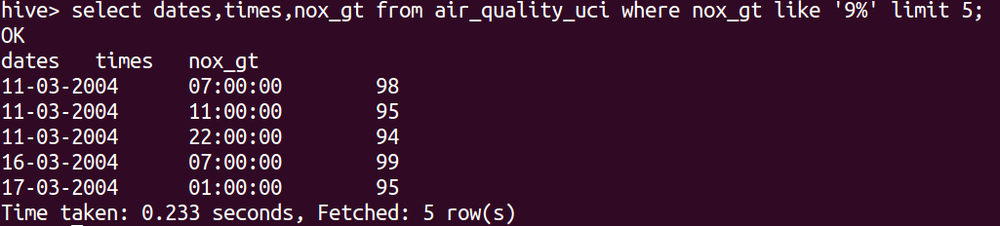 hive> select dates,times,nox_gt from air_quality_uci where nox_gt like '9%' limit 5;
OK
dates	times	nox_gt
11-03-2004	07:00:00	98
11-03-2004	11:00:00	95
11-03-2004	22:00:00	94
16-03-2004	07:00:00	99
17-03-2004	01:00:00	95
Time taken: 0.233 seconds, Fetched: 5 row(s)